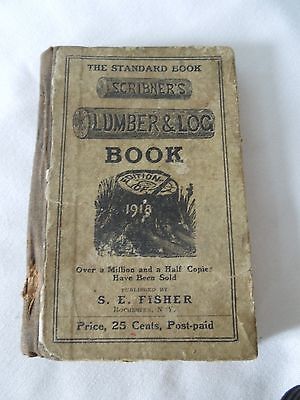 THE STANDARD BOOK
SCRIBNER'S
LUMBER & LOG
BOOK
EDITION
OF
1918
Over a Million and a Half Copies
Have Been Sold
PUBLISHED BY
S. E. FISHER
ROCHESTER, N. Y.
Price, 25 Cents, Post-paid